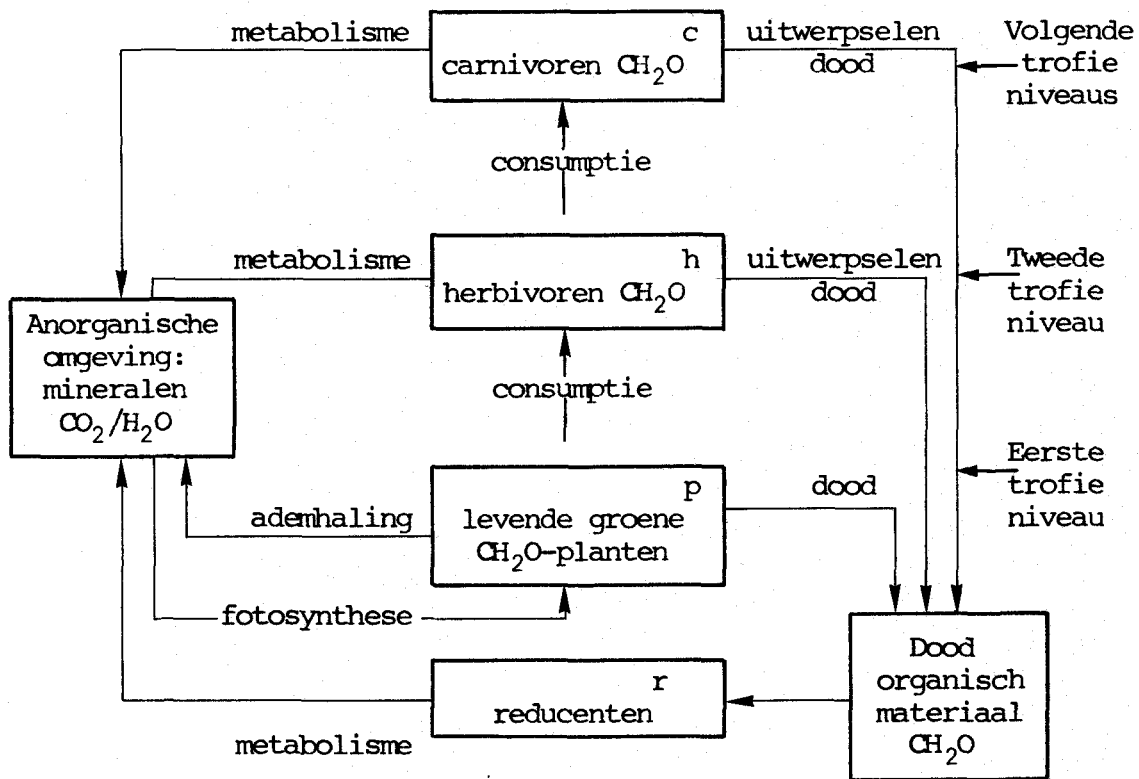 metabolisme
c
carnivoren CH₂O
uitwerpselen
dood
Volgende
trofie
niveaus
consumptie
metabolisme
h
herbivoren CH₂O
uitwerpselen
dood
Tweede
trofie
niveau
Anorganische
omgeving:
mineralen
CO₂/H₂O
consumptie
ademhaling
p
levende groene
CH₂O-planten
dood
Eerste
trofie
niveau
fotosynthese
r
reducenten
metabolisme
Dood
organisch
materiaal
CH₂O